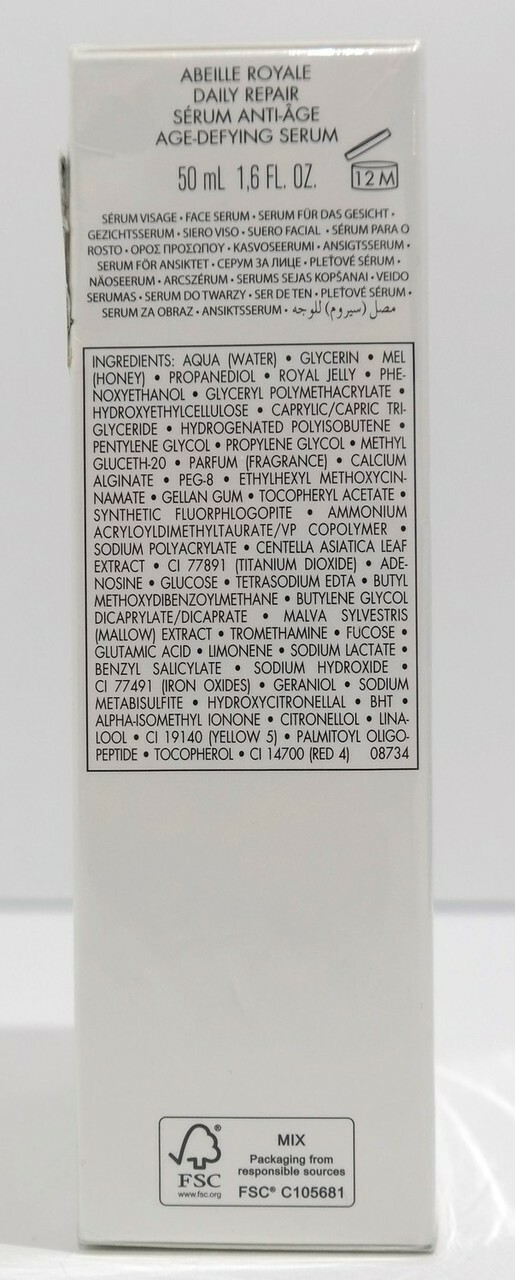 ABEILLE ROYALE
DAILY REPAIR
SÉRUM ANTI-ÂGE
AGE-DEFYING SERUM
50 mL 1,6 FL. OZ.
12 M
SÉRUM VISAGE • FACE SERUM • SERUM FÜR DAS GESICHT •
GEZICHTSSERUM • SIERO VISO • SUERO FACIAL • SÉRUM PARA O
ROSTO • ΟΡΟΣ ΠΡΟΣΩΠΟΥ • KASVOSEERUMI • ANSIGTSSERUM •
SERUM FÖR ANSIKTET • СЕРУМ ЗА ЛИЦЕ • PLEŤOVÉ SÉRUM •
NÄOSEERUM • ARCSZÉRUM • SERUMS SEJAS KOPŠANAI • VEIDO
SERUMAS • SERUM DO TWARZY • SER DE TEN • PLEŤOVÉ SÉRUM •
SERUM ZA OBRAZ • ANSIKTSSERUM • مصل (سيروم) للوجه
INGREDIENTS: AQUA (WATER) • GLYCERIN • MEL
(HONEY) • PROPANEDIOL • ROYAL JELLY • PHE-
NOXYETHANOL • GLYCERYL POLYMETHACRYLATE •
HYDROXYETHYLCELLULOSE • CAPRYLIC/CAPRIC TRI-
GLYCERIDE • HYDROGENATED POLYISOBUTENE •
PENTYLENE GLYCOL • PROPYLENE GLYCOL • METHYL
GLUCETH-20 • PARFUM (FRAGRANCE) • CALCIUM
ALGINATE • PEG-8 • ETHYLHEXYL METHOXYCIN-
NAMATE • GELLAN GUM • TOCOPHERYL ACETATE •
SYNTHETIC FLUORPHLOGOPITE • AMMONIUM
ACRYLOYLDIMETHYLTAURATE/VP COPOLYMER •
SODIUM POLYACRYLATE • CENTELLA ASIATICA LEAF
EXTRACT • CI 77891 (TITANIUM DIOXIDE) • ADE-
NOSINE • GLUCOSE • TETRASODIUM EDTA • BUTYL
METHOXYDIBENZOYLMETHANE • BUTYLENE GLYCOL
DICAPRYLATE/DICAPRATE • MALVA SYLVESTRIS
(MALLOW) EXTRACT • TROMETHAMINE • FUCOSE •
GLUTAMIC ACID • LIMONENE • SODIUM LACTATE •
BENZYL SALICYLATE • SODIUM HYDROXIDE •
CI 77491 (IRON OXIDES) • GERANIOL • SODIUM
METABISULFITE • HYDROXYCITRONELLAL • BHT •
ALPHA-ISOMETHYL IONONE • CITRONELLOL • LINA-
LOOL • CI 19140 (YELLOW 5) • PALMITOYL OLIGO-
PEPTIDE • TOCOPHEROL • CI 14700 (RED 4) 08734
®
FSC
www.fsc.org
MIX
Packaging from
responsible sources
FSC® C105681